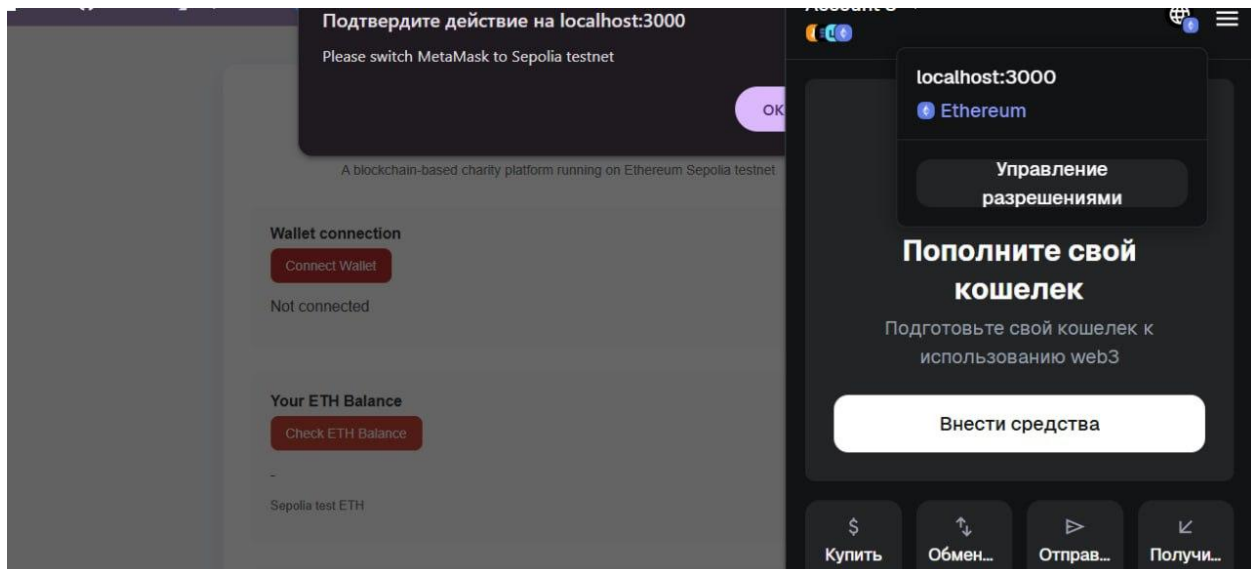 Подтвердите действие на localhost:3000
Please switch MetaMask to Sepolia testnet
OK
A blockchain-based charity platform running on Ethereum Sepolia testnet
Wallet connection
Connect Wallet
Not connected
Your ETH Balance
Check ETH Balance
-
Sepolia test ETH
localhost:3000
Ethereum
Управление
разрешениями
Пополните свой
кошелек
Подготовьте свой кошелек к
использованию web3
Внести средства
$
Купить
Обмен...
Отправ...
Получи...